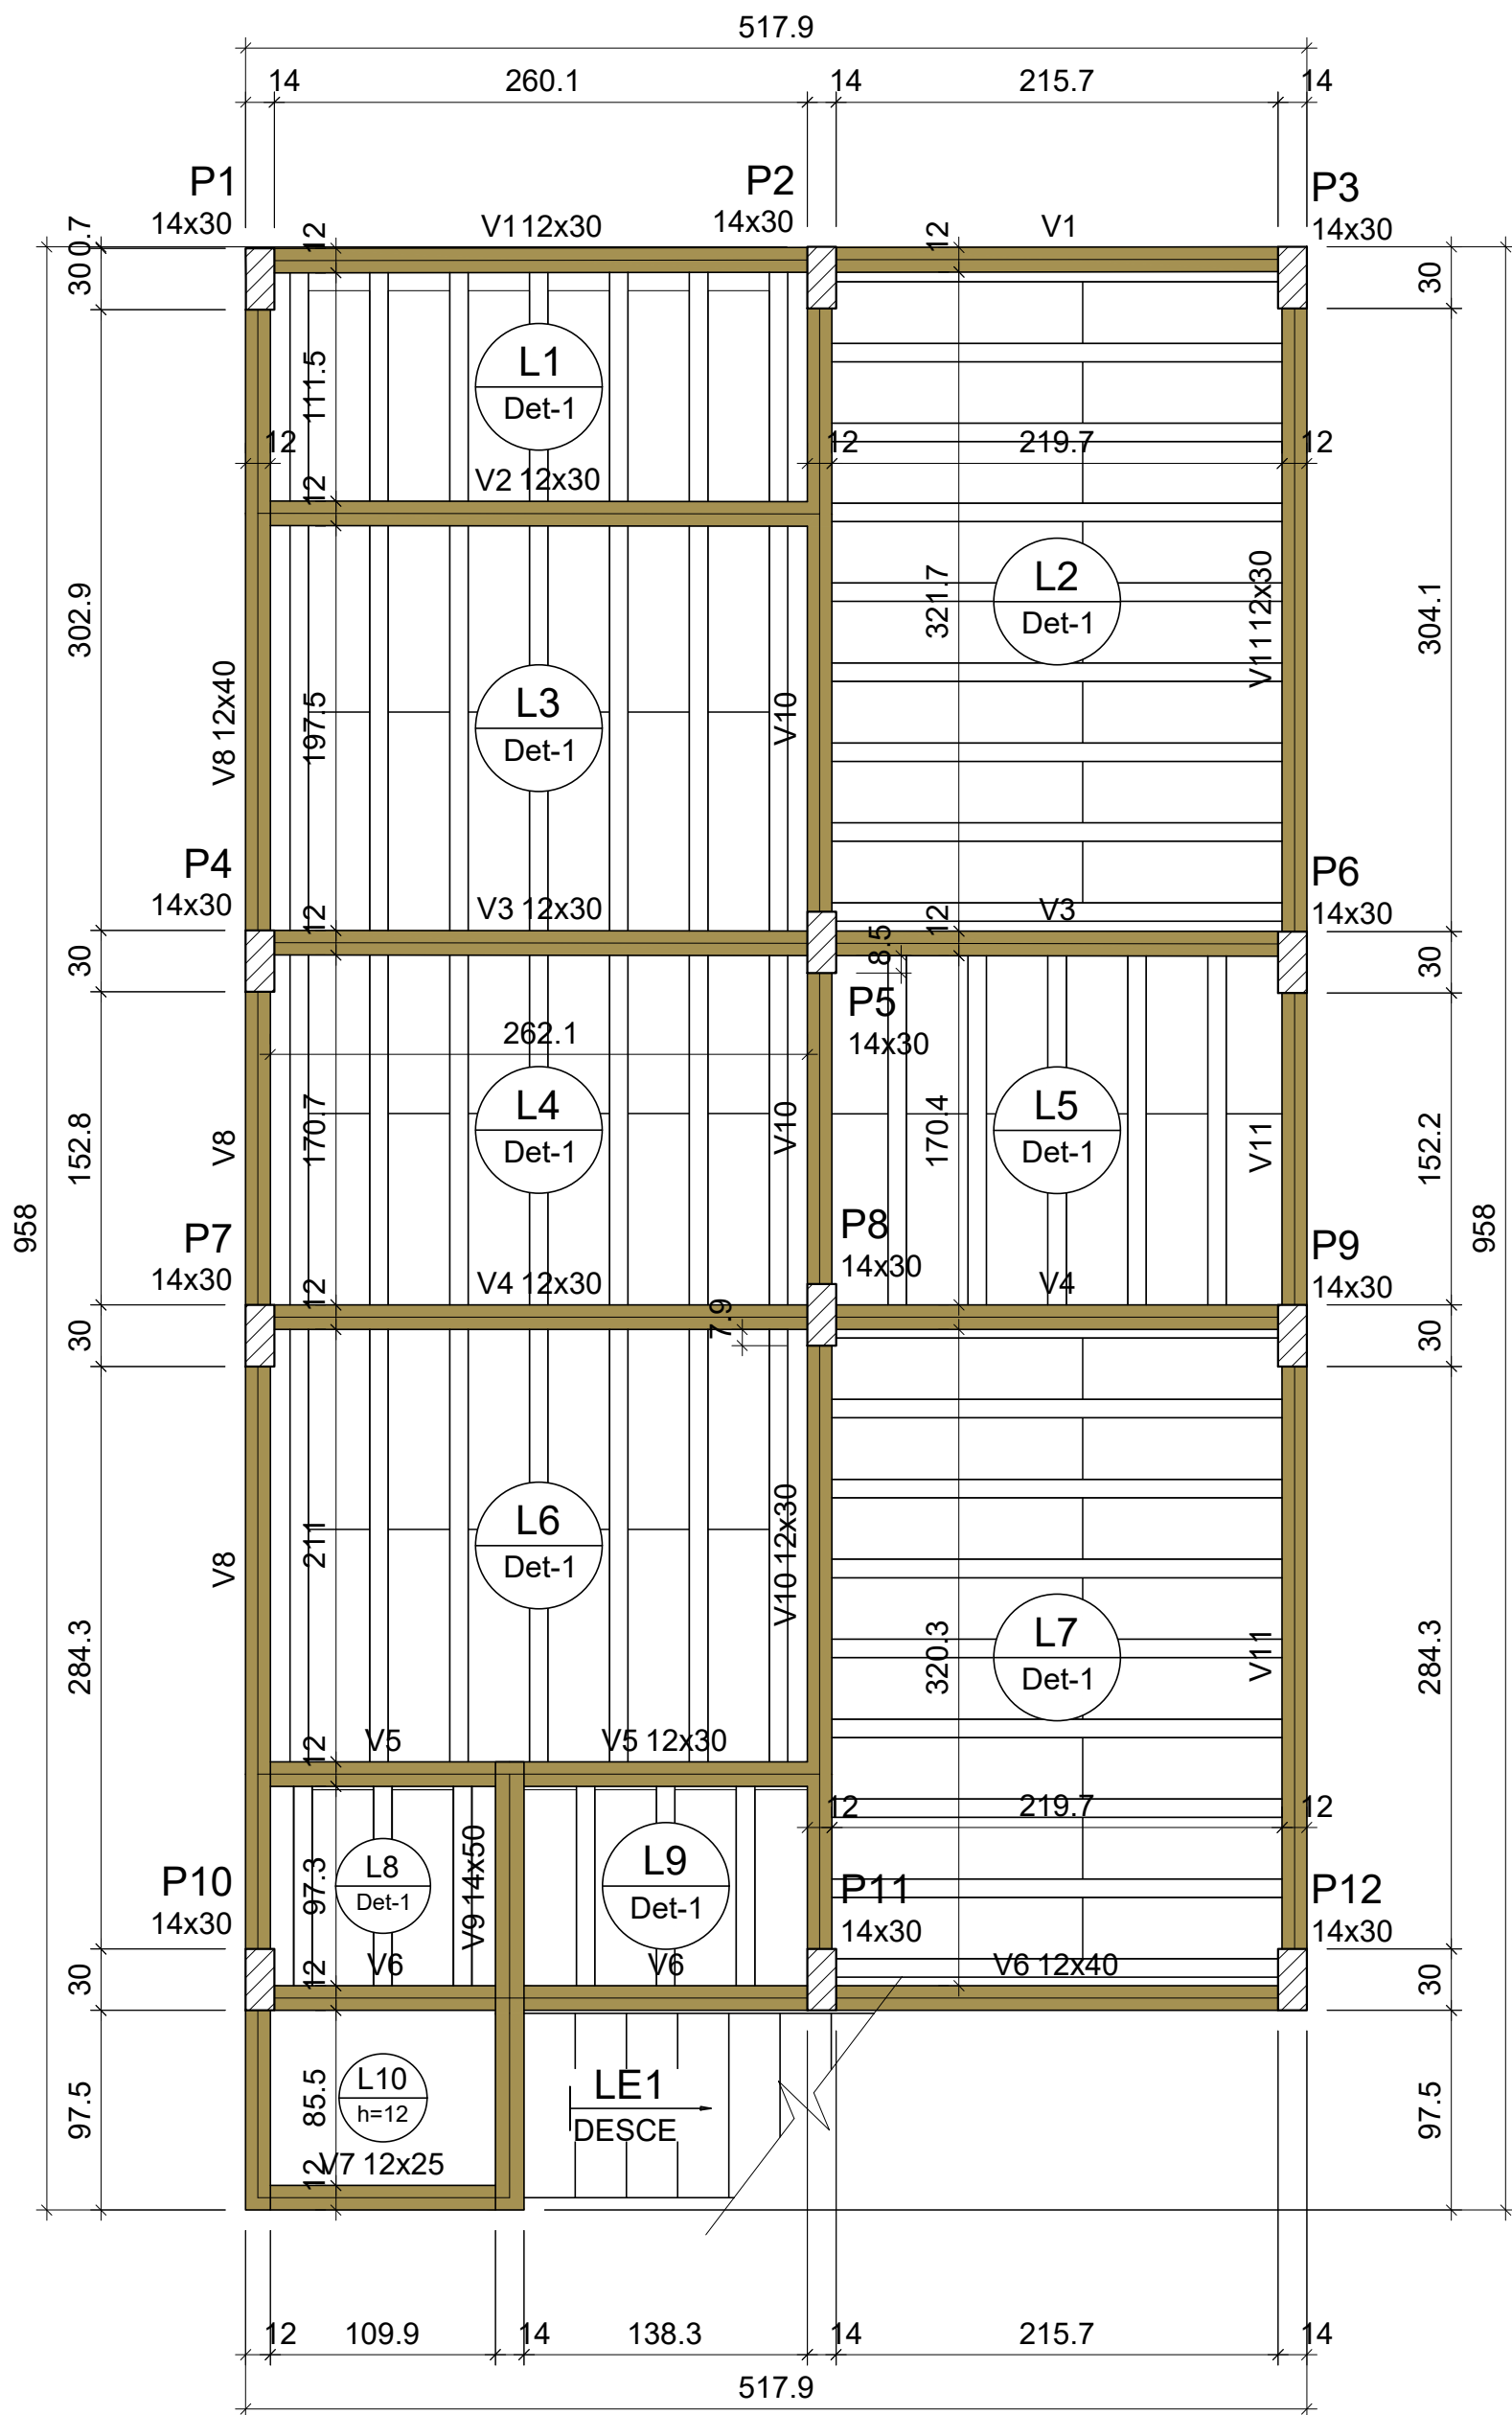 517.9
14 260.1 14 215.7 14
P1 P2 P3
14x30 V1 12x30 14x30 V1 14x30
0.7
30 12 12 30
L1
Det-1
111.5
12 12 219.7 12
V2 12x30
12
L2
Det-1
302.9 321.7 V11 12x30 304.1
V8 12x40 197.5 V10
L3
Det-1
P4 P6
14x30 V3 12x30 V3 14x30
12 12
30 8.5 30
P5
14x30
262.1
L4
Det-1
L5
Det-1
152.8 V8 170.7 V10 170.4 V11 152.2
958 958
P7 P8 P9
14x30 V4 12x30 14x30 V4 14x30
12
30 7.9 30
L6
Det-1
V8 211 V10 12x30
L7
Det-1
284.3 320.3 V11 284.3
V5 V5 12x30
12
12 219.7 12
L8
Det-1
L9
Det-1
97.3 V9 14x50
P10 P11 P12
14x30 14x30 14x30
V6 V6 V6 12x40
30 12 30
L10
h=12
LE1
DESCE
97.5 85.5 97.5
V7 12x25
12
12 109.9 14 138.3 14 215.7 14
517.9